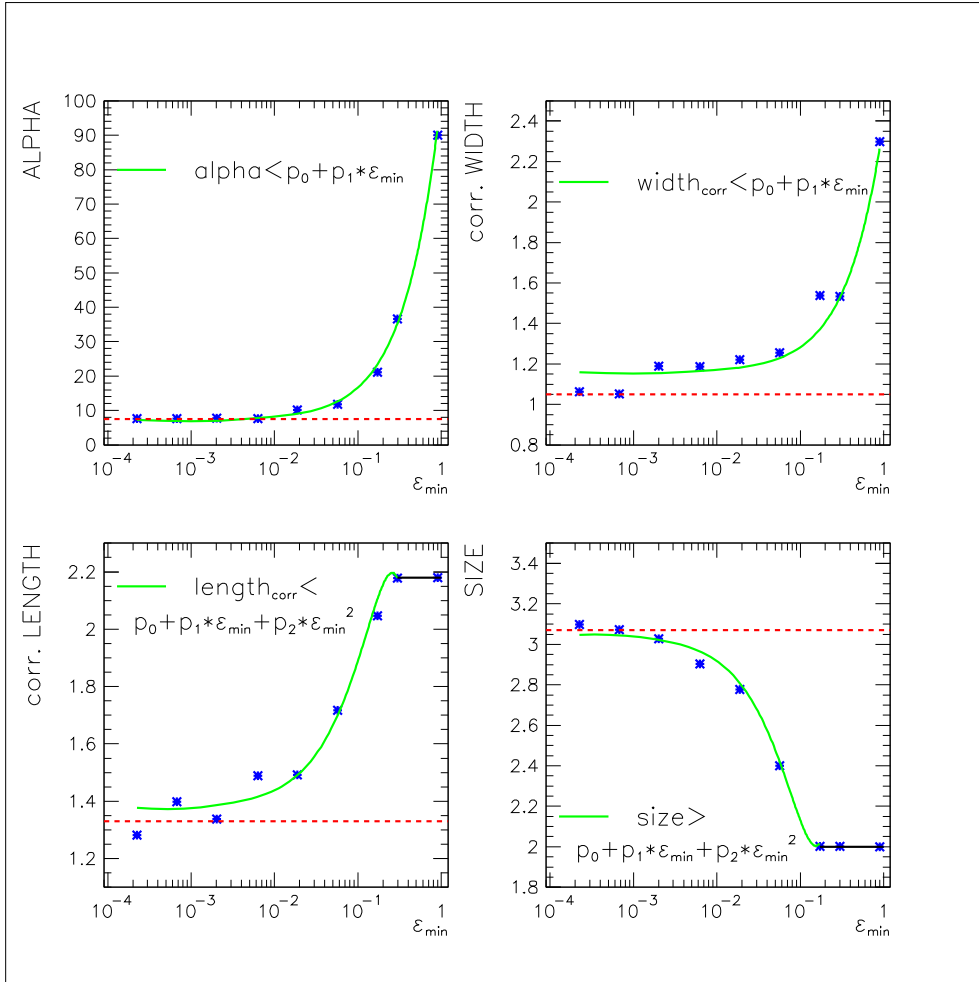 ALPHA
100
90
80
70
60
50
40
30
20
10
0
alpha<p₀+p₁*ε_min
10⁻⁴ 10⁻³ 10⁻² 10⁻¹ 1
ε_min
corr. WIDTH
2.4
2.2
2
1.8
1.6
1.4
1.2
1
0.8
width_corr<p₀+p₁*ε_min
10⁻⁴ 10⁻³ 10⁻² 10⁻¹ 1
ε_min
corr. LENGTH
2.2
2
1.8
1.6
1.4
1.2
length_corr<
p₀+p₁*ε_min+p₂*ε_min²
10⁻⁴ 10⁻³ 10⁻² 10⁻¹ 1
ε_min
SIZE
3.4
3.2
3
2.8
2.6
2.4
2.2
2
1.8
size>
p₀+p₁*ε_min+p₂*ε_min²
10⁻⁴ 10⁻³ 10⁻² 10⁻¹ 1
ε_min